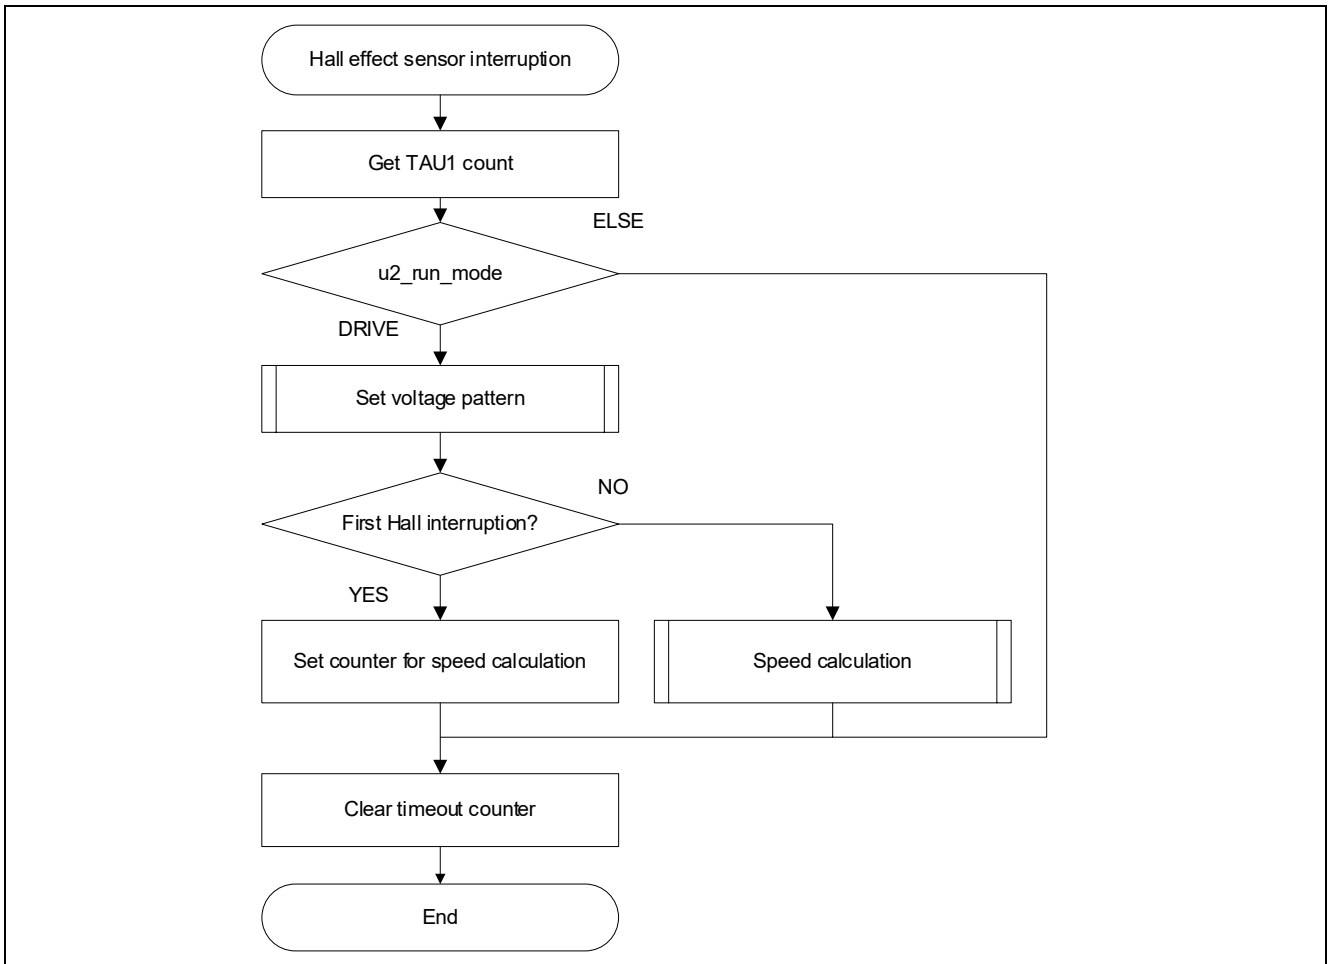 Hall effect sensor interruption
Get TAU1 count
ELSE
u2_run_mode
DRIVE
Set voltage pattern
NO
First Hall interruption?
YES
Set counter for speed calculation
Speed calculation
Clear timeout counter
End